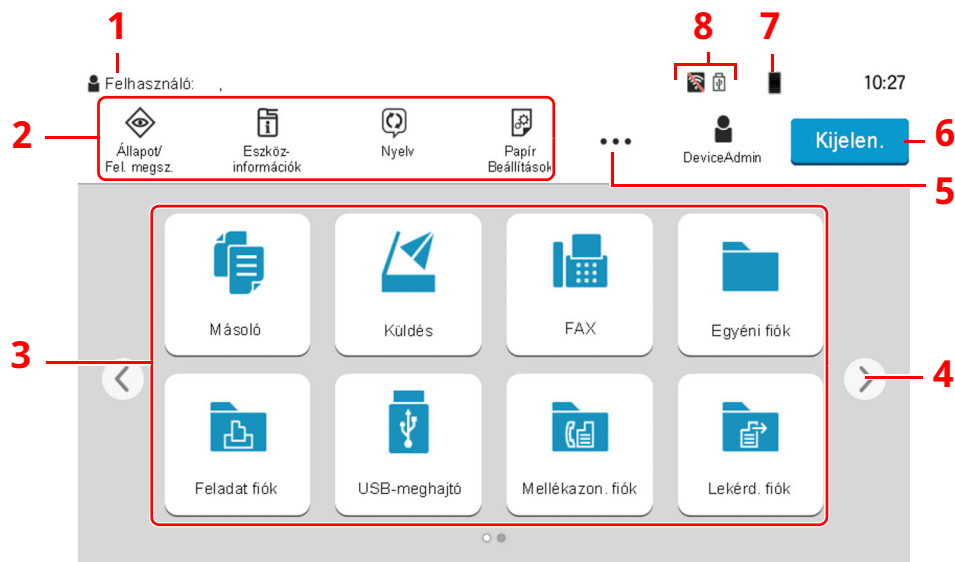 1
8
7
Felhasználó: ,
10:27
2
Állapot/
Fel. megsz.
Eszköz-
információk
Nyelv
Papír
Beállítások
DeviceAdmin
Kijelen.
6
5
Másoló
Küldés
FAX
Egyéni fiók
3
4
Feladat fiók
USB-meghajtó
Mellékazon. fiók
Lekérd. fiók